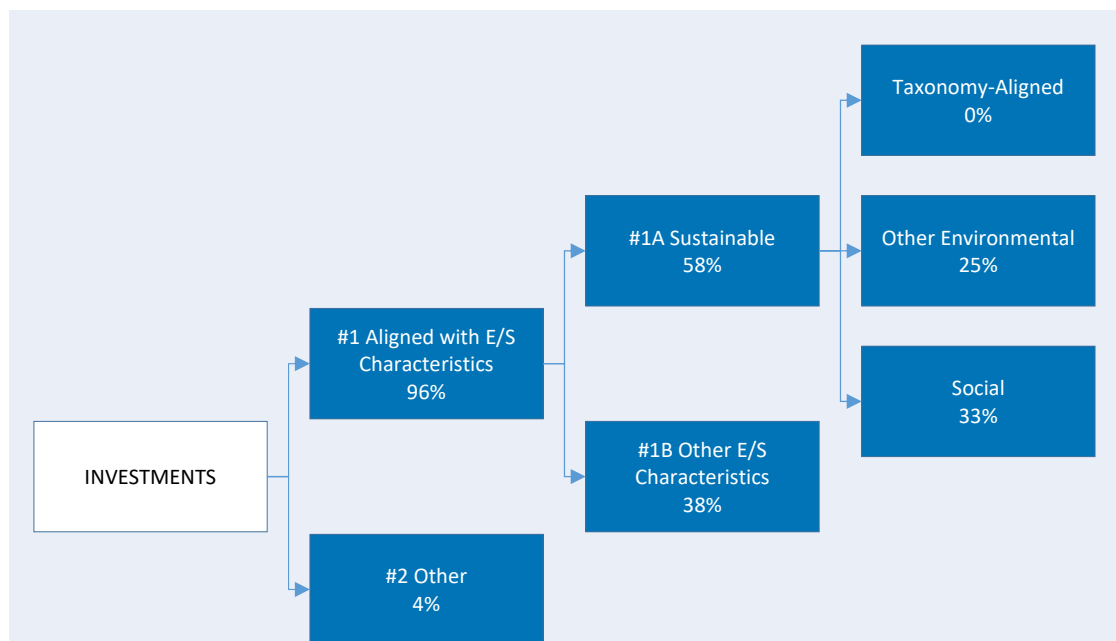 INVESTMENTS
#1 Aligned with E/S
Characteristics
96%
#2 Other
4%
#1A Sustainable
58%
#1B Other E/S
Characteristics
38%
Taxonomy-Aligned
0%
Other Environmental
25%
Social
33%